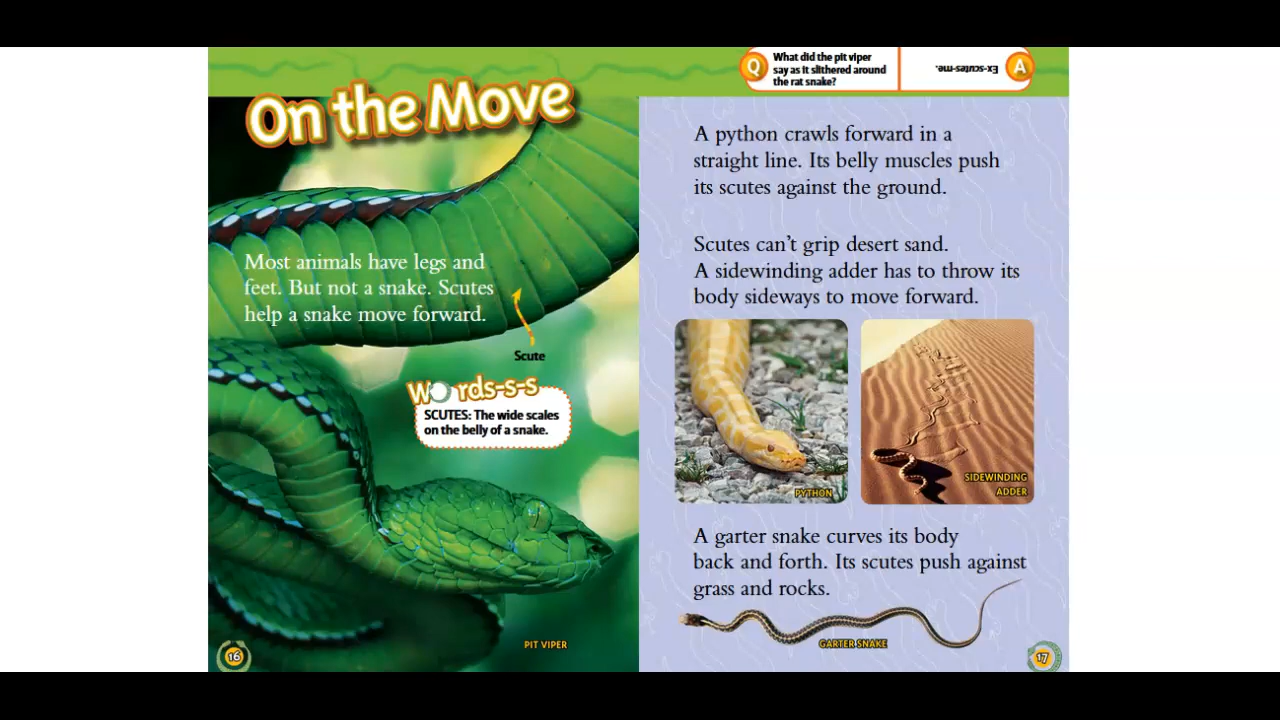 On the Move
Most animals have legs and
feet. But not a snake. Scutes
help a snake move forward.
Scute
Words-s-s
SCUTES: The wide scales
on the belly of a snake.
PIT VIPER
16
Q
What did the pit viper
say as it slithered around
the rat snake?
A
Ex-scutes-me.
A python crawls forward in a
straight line. Its belly muscles push
its scutes against the ground.
Scutes can’t grip desert sand.
A sidewinding adder has to throw its
body sideways to move forward.
PYTHON
SIDEWINDING
ADDER
A garter snake curves its body
back and forth. Its scutes push against
grass and rocks.
GARTER SNAKE
17